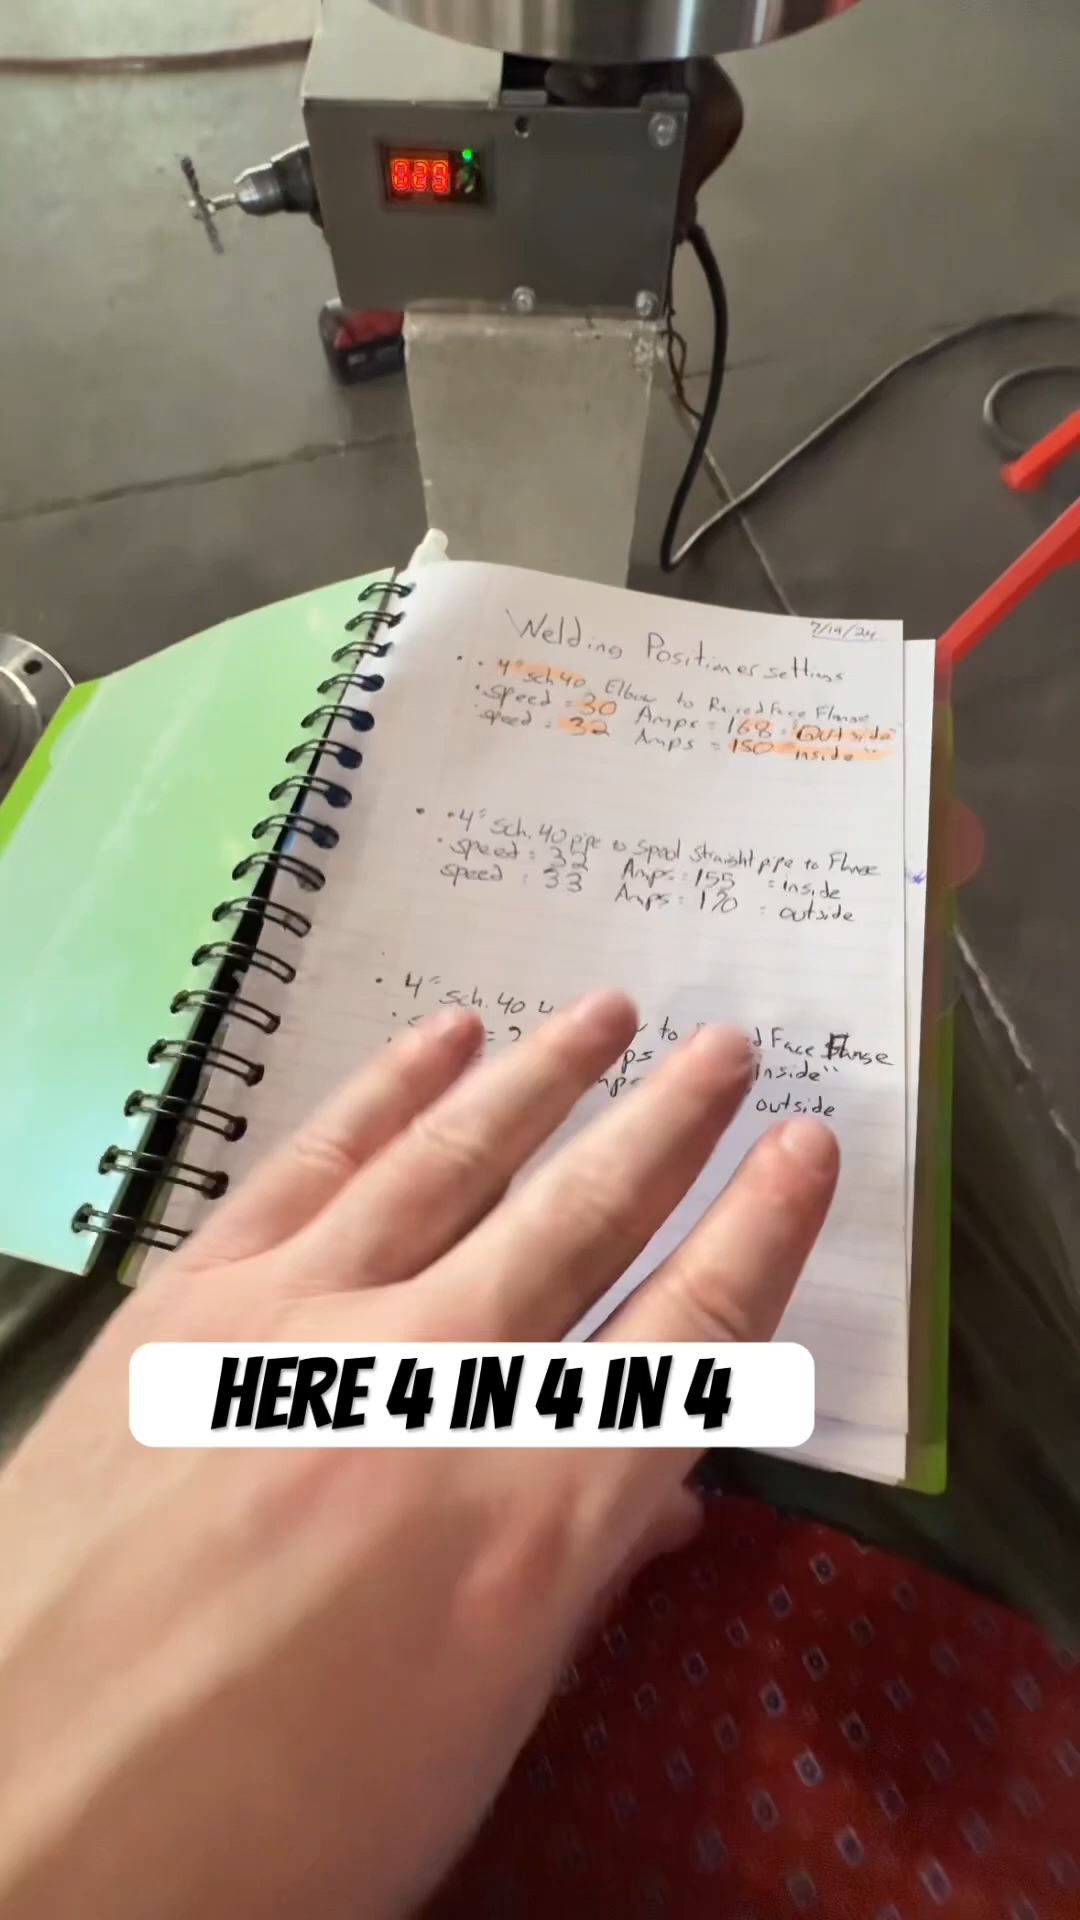 029
7/19/24
Welding Positioner settings
• • 4" sch 40 Elbow to Raised Face Flange
• speed = 30 Amps = 168 = "Outside"
• speed = 32 Amps = 150 "inside"
• • 4" Sch. 40 pipe to spool straight pipe to Flange
• speed = 32 Amps = 155 = inside
speed = 33 Amps = 170 = outside
• 4" Sch. 40 to Face Flange
Inside"
outside
HERE 4 IN 4 IN 4